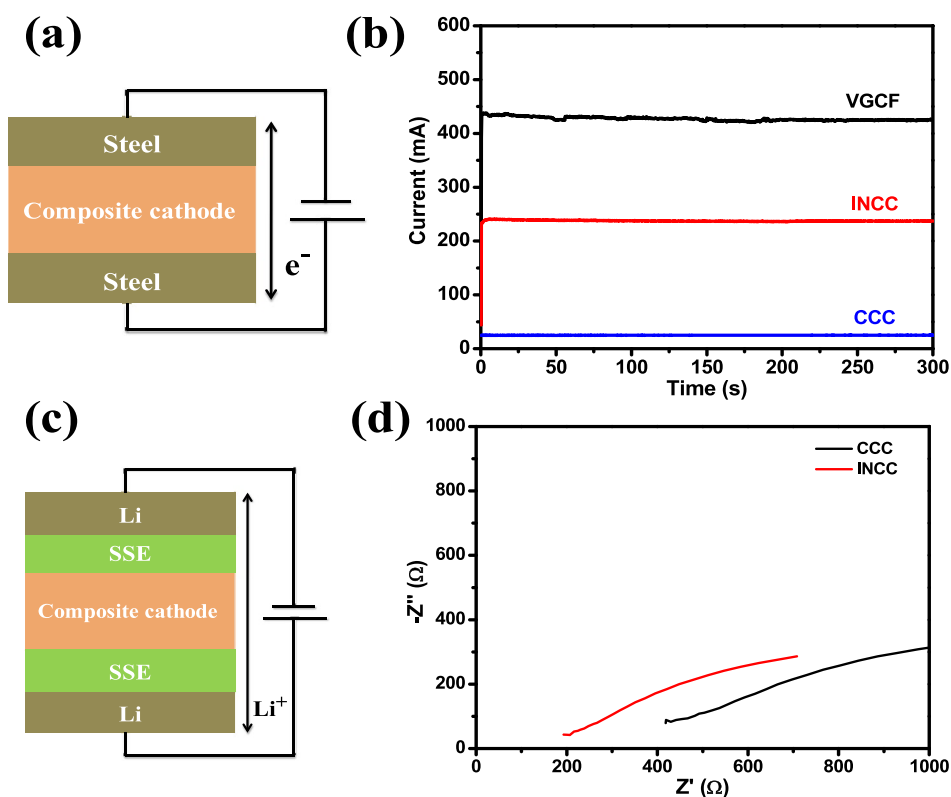 (a)
Steel
Composite cathode
Steel
e-
(b)
600
500
400
300
200
100
0
Current (mA)
VGCF
INCC
CCC
0 50 100 150 200 250 300
Time (s)
(c)
Li
SSE
Composite cathode
SSE
Li
Li+
(d)
1000
800
600
400
200
0
-Z'' (Ω)
CCC
INCC
0 200 400 600 800 1000
Z' (Ω)